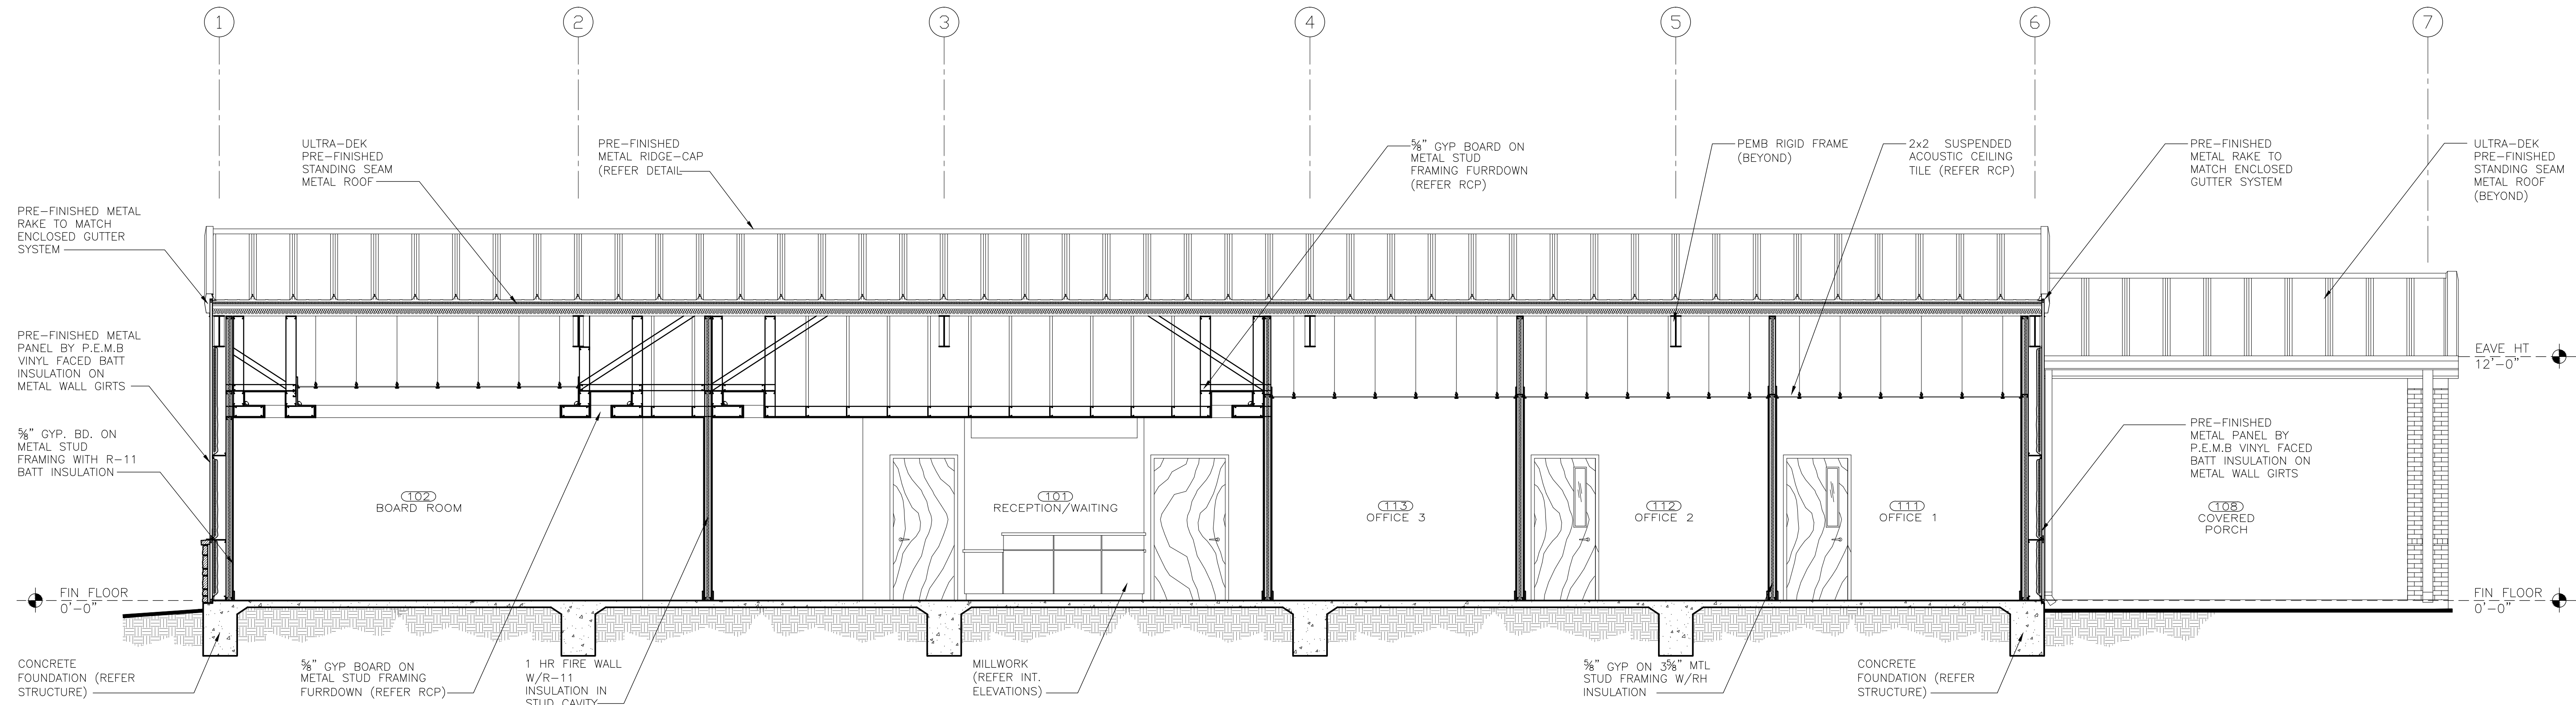 1
2
3
4
5
6
7
ULTRA-DEK
PRE-FINISHED
STANDING SEAM
METAL ROOF
PRE-FINISHED
METAL RIDGE-CAP
(REFER DETAIL
5/8" GYP BOARD ON
METAL STUD
FRAMING FURRDOWN
(REFER RCP)
PEMB RIGID FRAME
(BEYOND)
2x2 SUSPENDED
ACOUSTIC CEILING
TILE (REFER RCP)
PRE-FINISHED
METAL RAKE TO
MATCH ENCLOSED
GUTTER SYSTEM
ULTRA-DEK
PRE-FINISHED
STANDING SEAM
METAL ROOF
(BEYOND)
PRE-FINISHED METAL
RAKE TO MATCH
ENCLOSED GUTTER
SYSTEM
PRE-FINISHED METAL
PANEL BY P.E.M.B
VINYL FACED BATT
INSULATION ON
METAL WALL GIRTS
EAVE HT
12'-0"
5/8" GYP. BD. ON
METAL STUD
FRAMING WITH R-11
BATT INSULATION
PRE-FINISHED
METAL PANEL BY
P.E.M.B VINYL FACED
BATT INSULATION ON
METAL WALL GIRTS
102
BOARD ROOM
101
RECEPTION/WAITING
113
OFFICE 3
112
OFFICE 2
111
OFFICE 1
108
COVERED
PORCH
FIN FLOOR
0'-0"
FIN FLOOR
0'-0"
CONCRETE
FOUNDATION (REFER
STRUCTURE)
5/8" GYP BOARD ON
METAL STUD FRAMING
FURRDOWN (REFER RCP)
1 HR FIRE WALL
W/R-11
INSULATION IN
STUD CAVITY
MILLWORK
(REFER INT.
ELEVATIONS)
5/8" GYP ON 3 5/8" MTL
STUD FRAMING W/RH
INSULATION
CONCRETE
FOUNDATION (REFER
STRUCTURE)